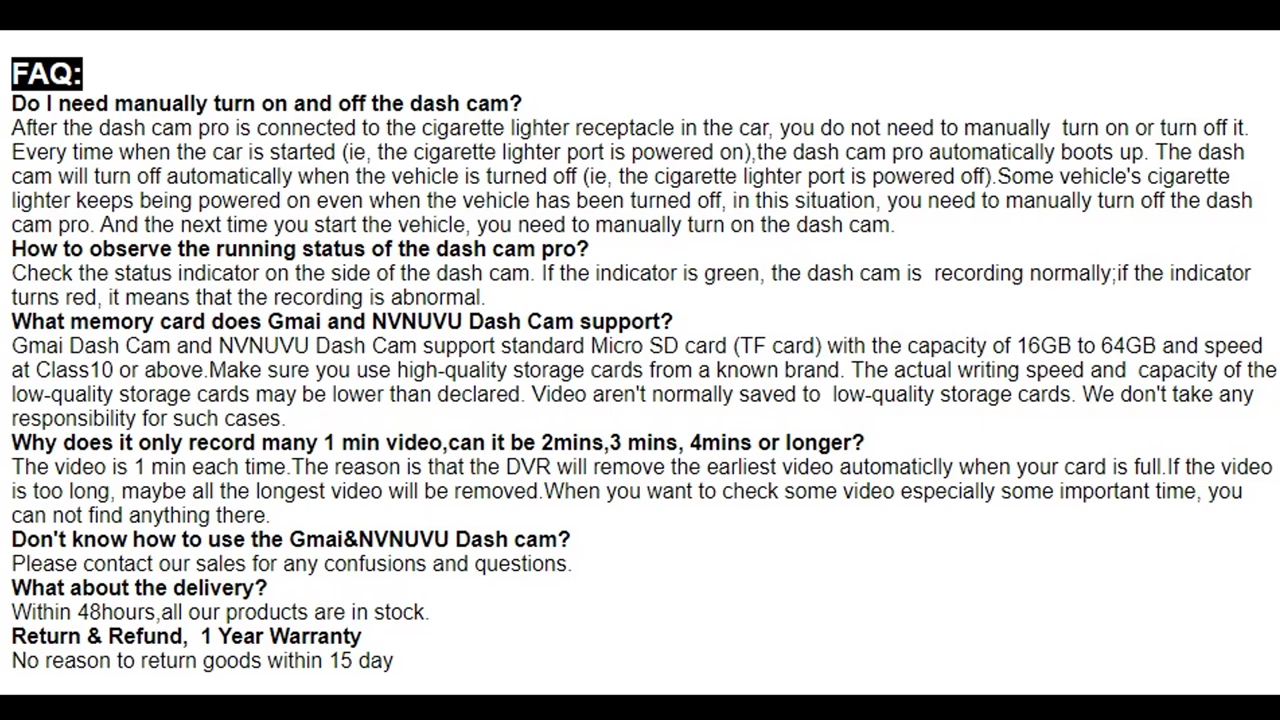 FAQ:
Do I need manually turn on and off the dash cam?
After the dash cam pro is connected to the cigarette lighter receptacle in the car, you do not need to manually  turn on or turn off it.
Every time when the car is started (ie, the cigarette lighter port is powered on),the dash cam pro automatically boots up. The dash
cam will turn off automatically when the vehicle is turned off (ie, the cigarette lighter port is powered off).Some vehicle's cigarette
lighter keeps being powered on even when the vehicle has been turned off, in this situation, you need to manually turn off the dash
cam pro. And the next time you start the vehicle, you need to manually turn on the dash cam.
How to observe the running status of the dash cam pro?
Check the status indicator on the side of the dash cam. If the indicator is green, the dash cam is  recording normally;if the indicator
turns red, it means that the recording is abnormal.
What memory card does Gmai and NVNUVU Dash Cam support?
Gmai Dash Cam and NVNUVU Dash Cam support standard Micro SD card (TF card) with the capacity of 16GB to 64GB and speed
at Class10 or above.Make sure you use high-quality storage cards from a known brand. The actual writing speed and  capacity of the
low-quality storage cards may be lower than declared. Video aren't normally saved to  low-quality storage cards. We don't take any
responsibility for such cases.
Why does it only record many 1 min video,can it be 2mins,3 mins, 4mins or longer?
The video is 1 min each time.The reason is that the DVR will remove the earliest video automaticlly when your card is full.If the video
is too long, maybe all the longest video will be removed.When you want to check some video especially some important time, you
can not find anything there.
Don't know how to use the Gmai&NVNUVU Dash cam?
Please contact our sales for any confusions and questions.
What about the delivery?
Within 48hours,all our products are in stock.
Return & Refund,  1 Year Warranty
No reason to return goods within 15 day